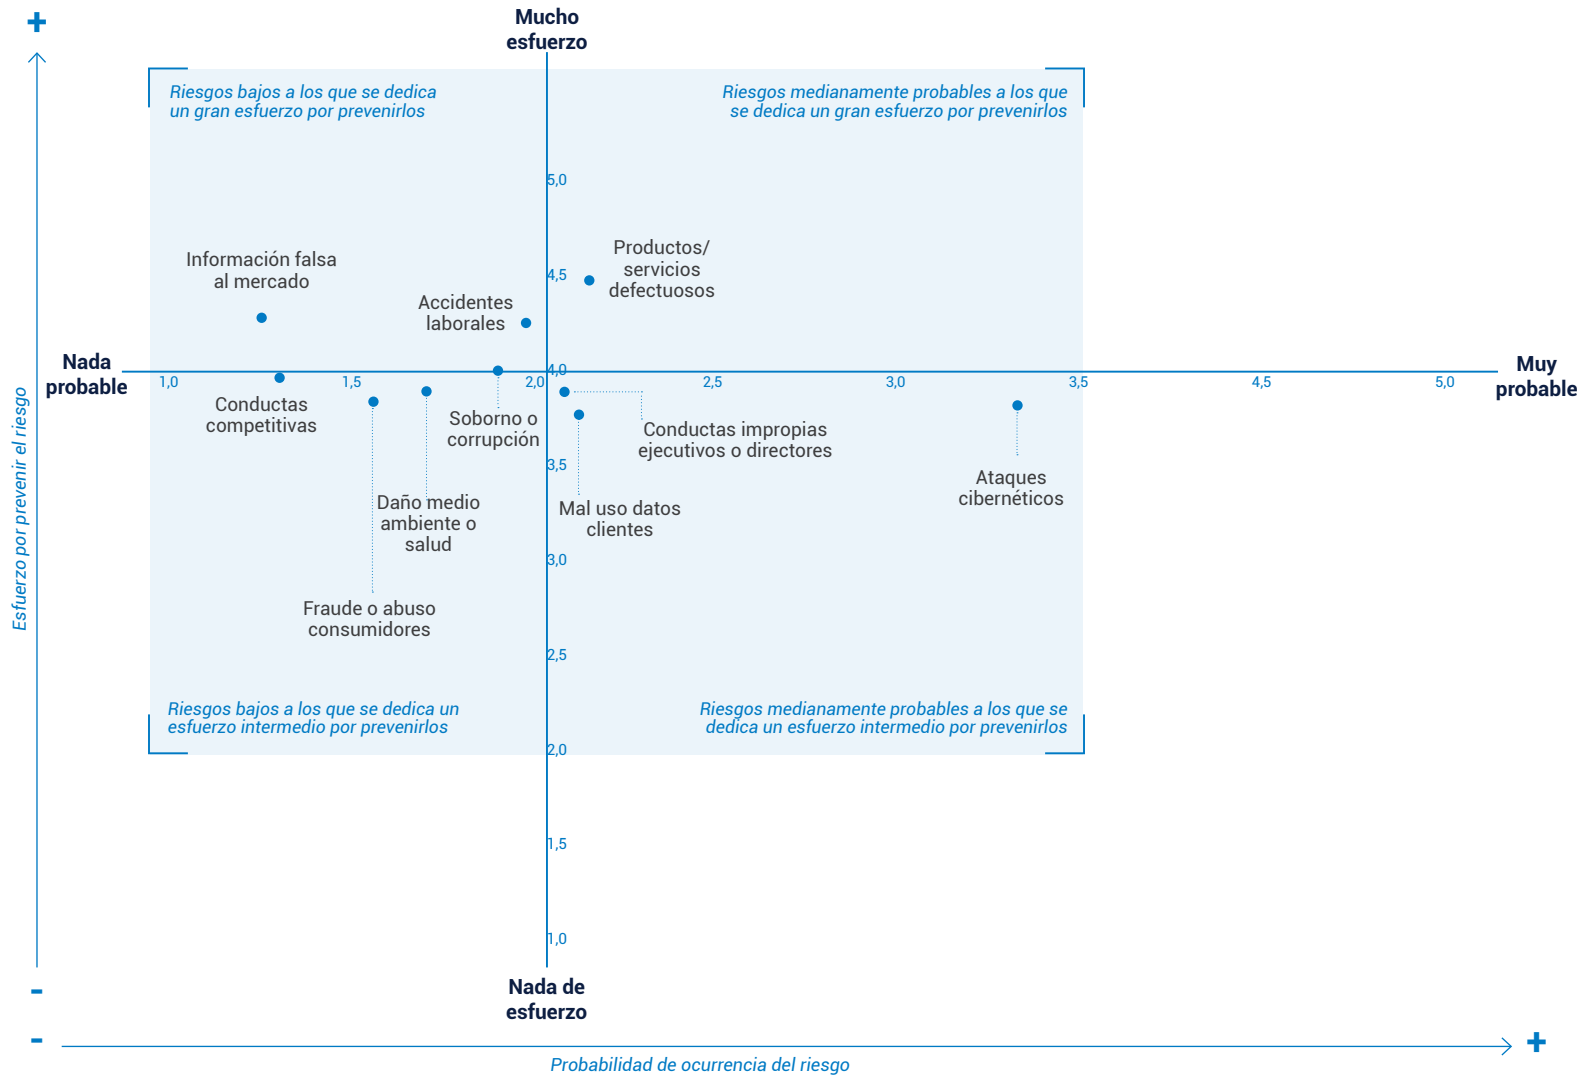 +
Mucho
esfuerzo
Riesgos bajos a los que se dedica
un gran esfuerzo por prevenirlos
Riesgos medianamente probables a los que
se dedica un gran esfuerzo por prevenirlos
5,0
Información falsa
al mercado
4,5
Productos/
servicios
defectuosos
Accidentes
laborales
Nada
probable
4,0
1,0
1,5
2,0
2,5
3,0
3,5
4,5
5,0
Muy
probable
Conductas
competitivas
Soborno o
corrupción
Conductas impropias
ejecutivos o directores
3,5
Ataques
cibernéticos
Daño medio
ambiente o
salud
Mal uso datos
clientes
3,0
Fraude o abuso
consumidores
2,5
Esfuerzo por prevenir el riesgo
Riesgos bajos a los que se dedica un
esfuerzo intermedio por prevenirlos
Riesgos medianamente probables a los que se
dedica un esfuerzo intermedio por prevenirlos
2,0
1,5
1,0
Nada de
esfuerzo
-
-
+
Probabilidad de ocurrencia del riesgo